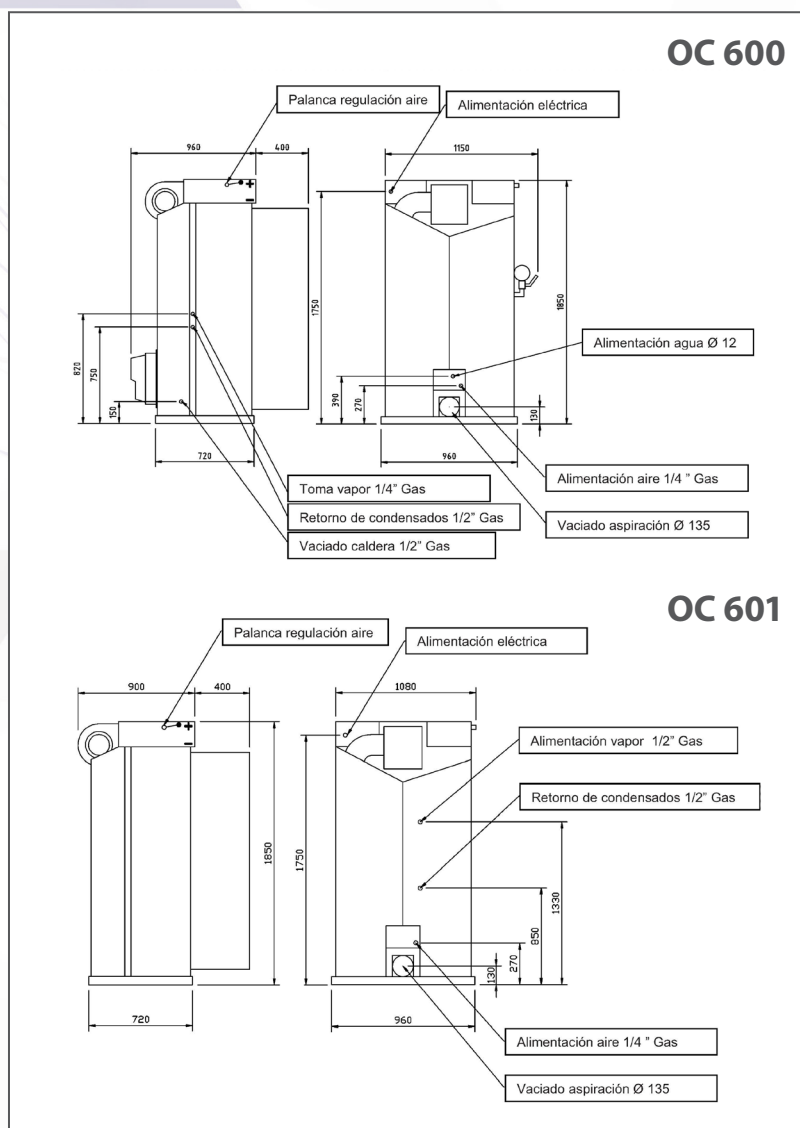 OC 600
Palanca regulación aire
Alimentación eléctrica
960
400
1150
820
750
150
1750
1850
Alimentación agua Ø 12
390
270
130
720
960
Toma vapor 1/4" Gas
Alimentación aire 1/4 " Gas
Retorno de condensados 1/2" Gas
Vaciado aspiración Ø 135
Vaciado caldera 1/2" Gas
OC 601
Palanca regulación aire
Alimentación eléctrica
900
400
1080
Alimentación vapor 1/2" Gas
Retorno de condensados 1/2" Gas
1850
1750
1330
850
270
130
720
960
Alimentación aire 1/4 " Gas
Vaciado aspiración Ø 135